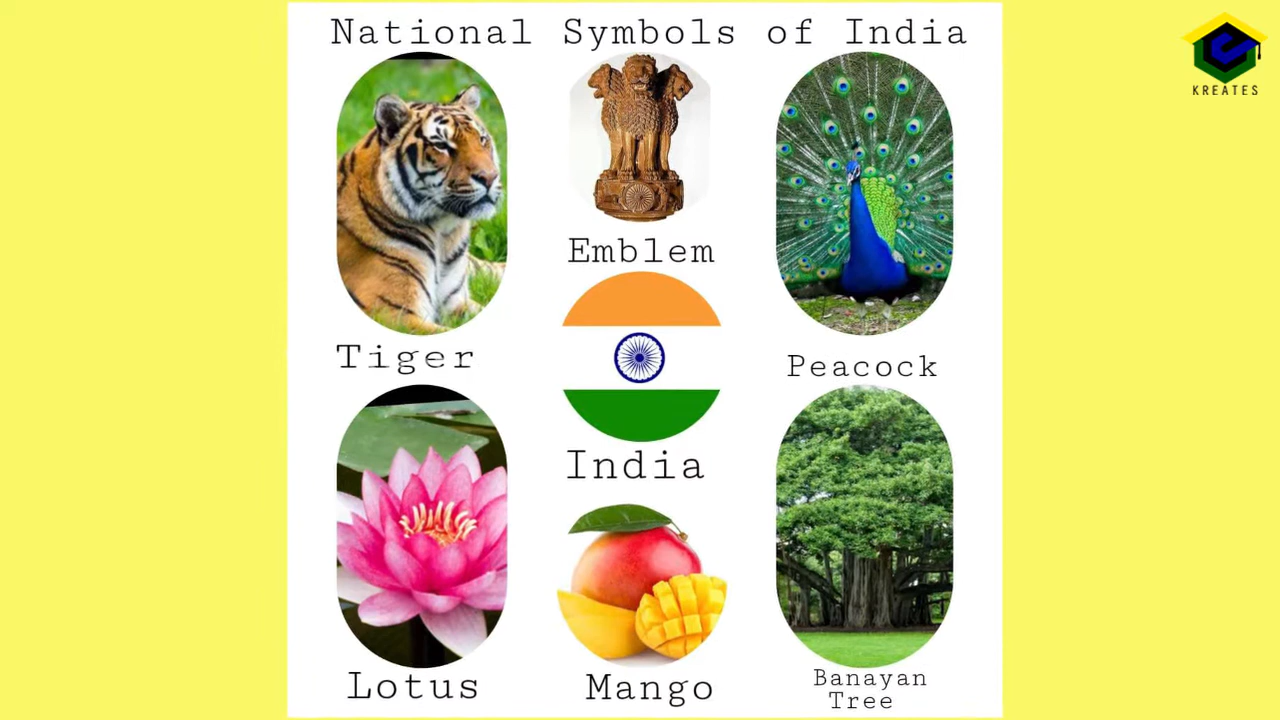 National Symbols of India
KREATES
Emblem
Tiger
Peacock
India
Lotus
Mango
Banayan
Tree